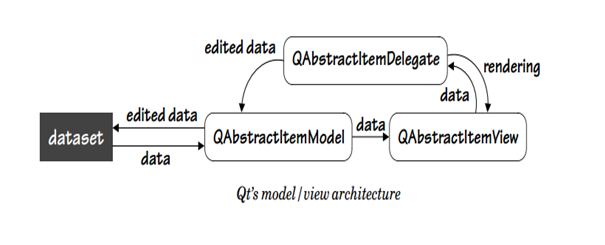 edited data
QAbstractItemDelegate
rendering
edited data
data
dataset
QAbstractItemModel
data
QAbstractItemView
data
Qt's model/view architecture